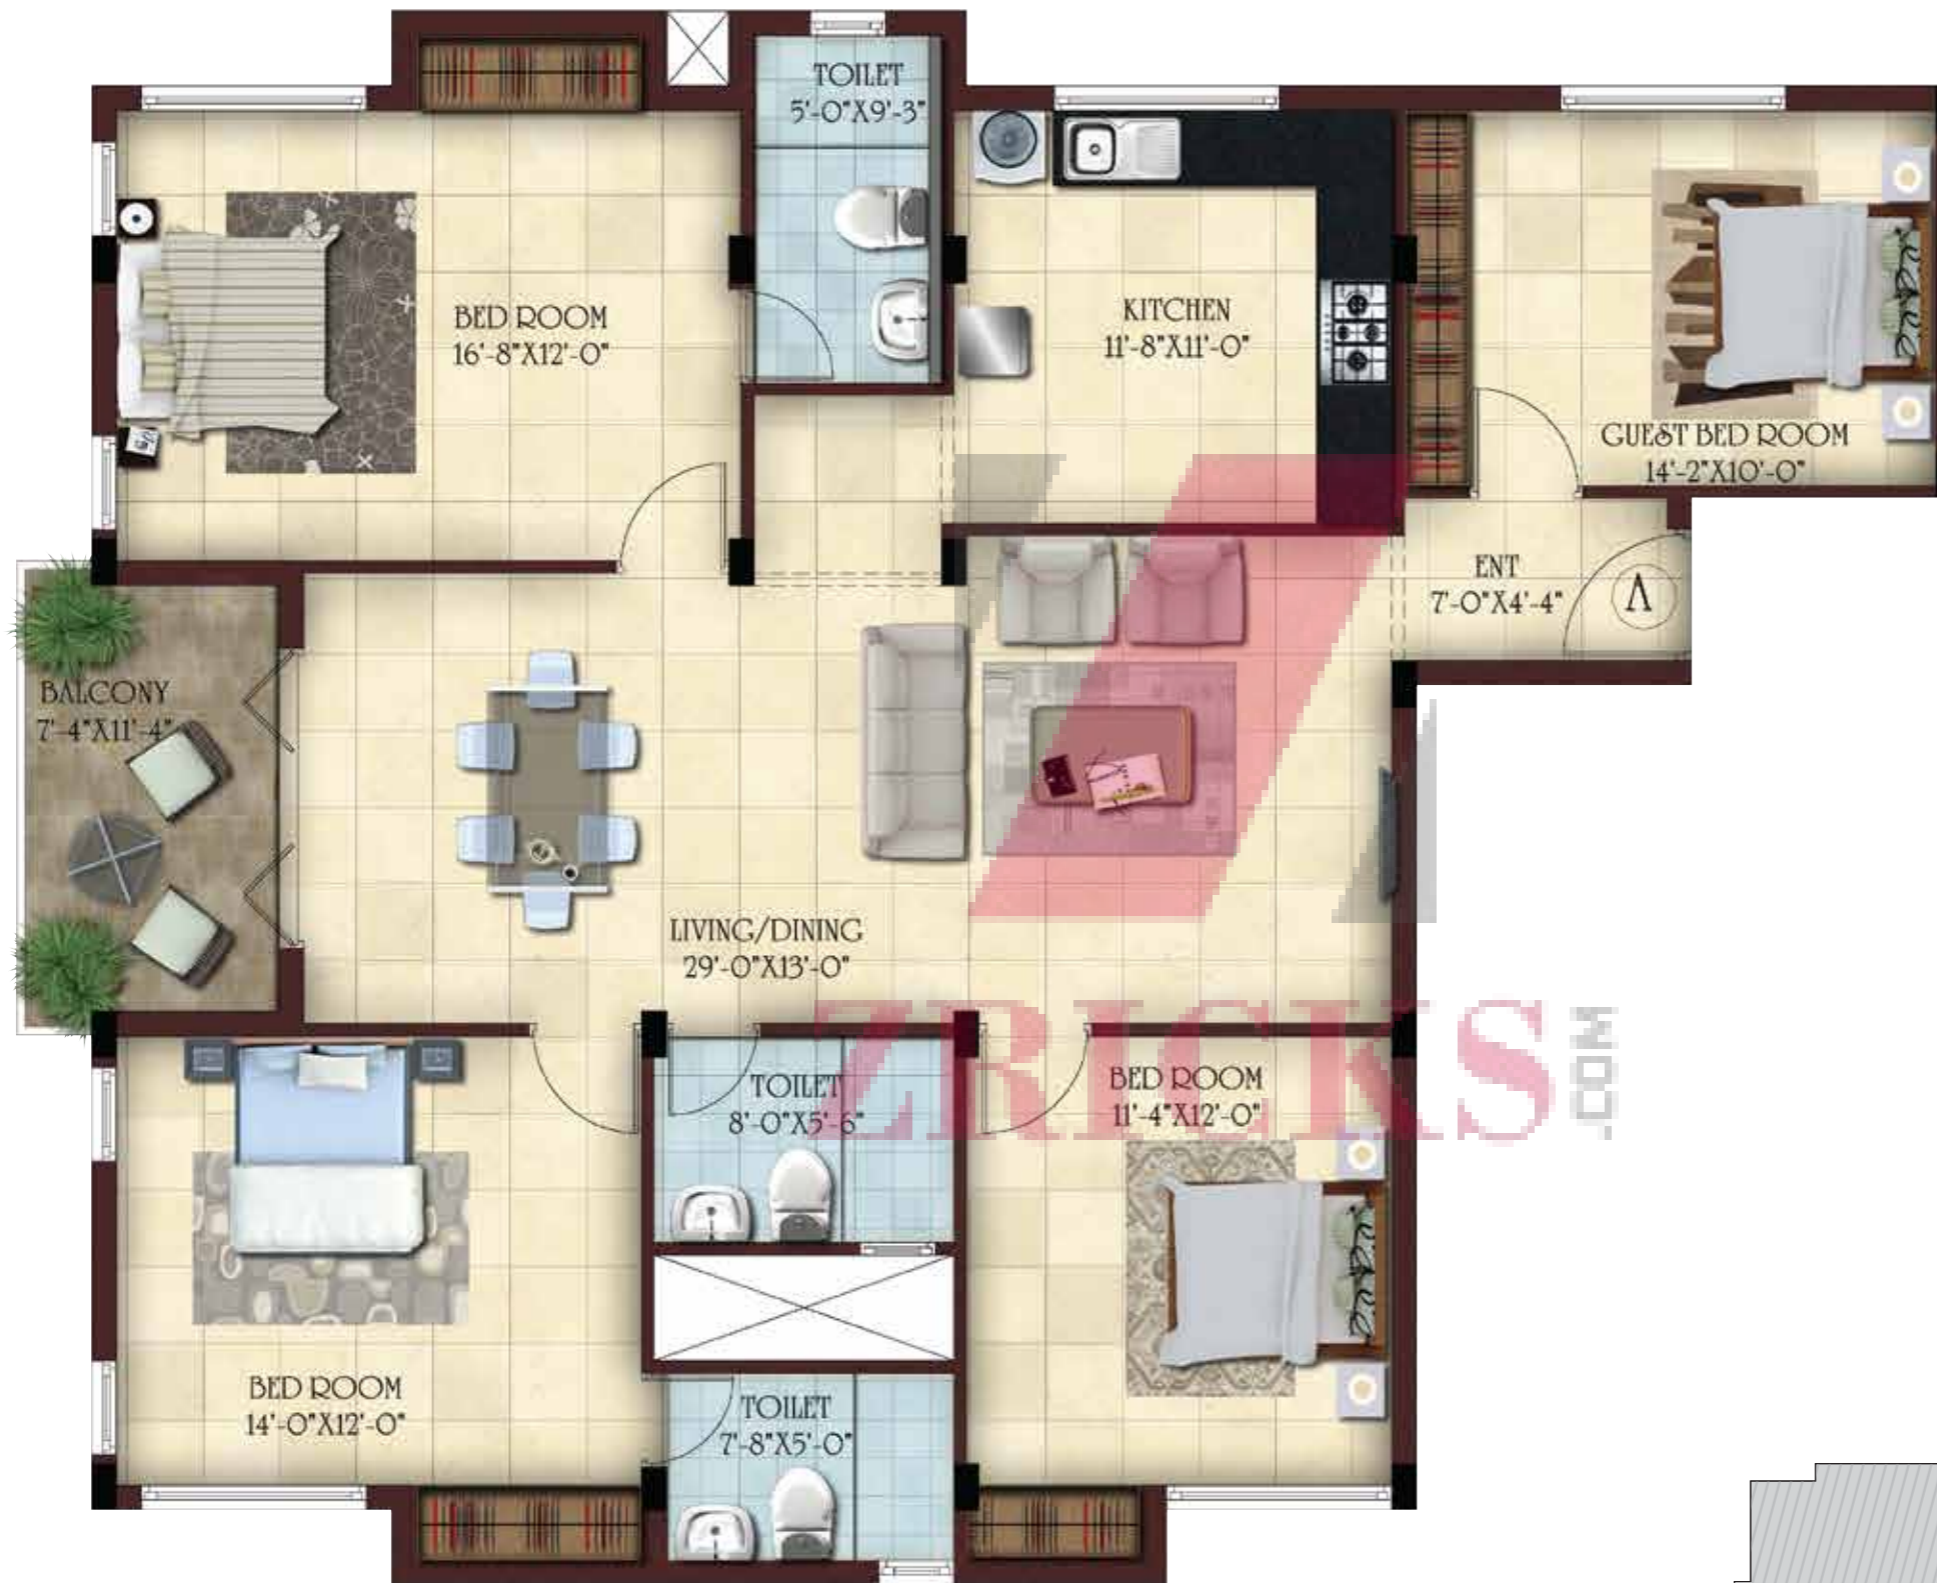 TOILET
5'-0"X9'-3"
BED ROOM
16'-8"X12'-0"
KITCHEN
11'-8"X11'-0"
GUEST BED ROOM
14'-2"X10'-0"
ENT
7'-0"X4'-4"
A
BALCONY
7'-4"X11'-4"
LIVING/DINING
29'-0"X13'-0"
TOILET
8'-0"X5'-6"
BED ROOM
11'-4"X12'-0"
ZRICKS.COM
BED ROOM
14'-0"X12'-0"
TOILET
7'-8"X5'-0"